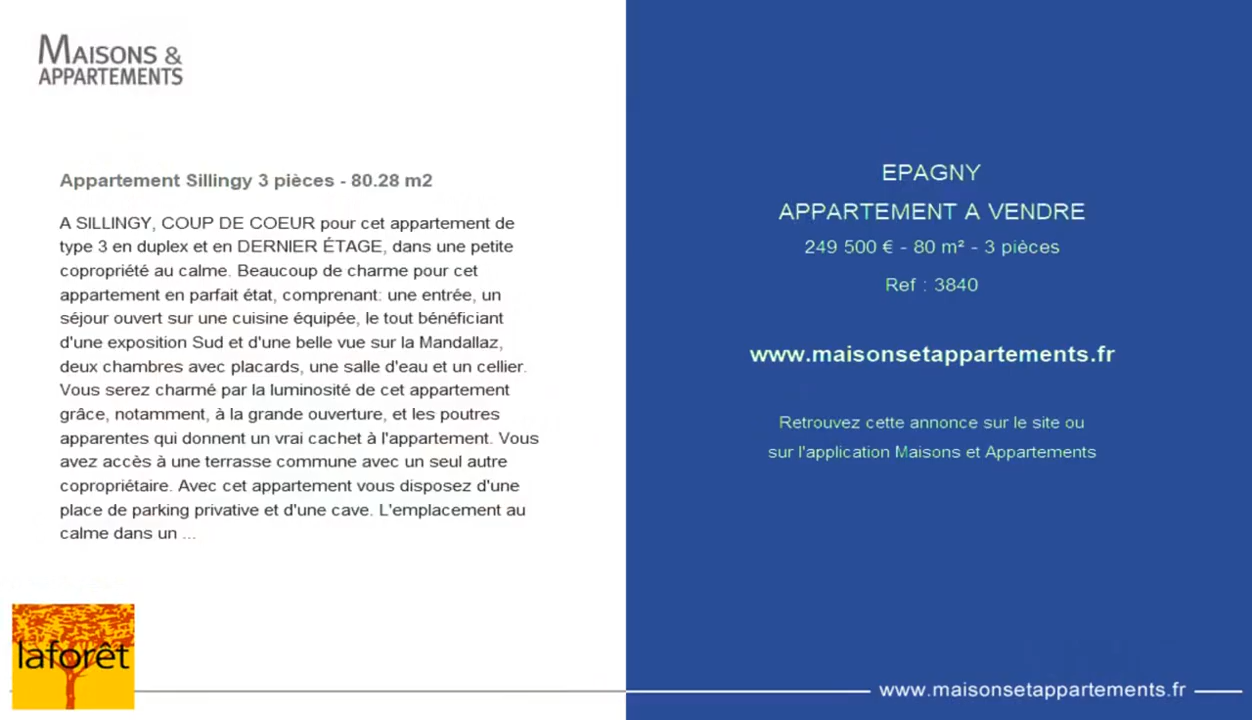 MAISONS &
APPARTEMENTS
Appartement Sillingy 3 pièces - 80.28 m2
A SILLINGY, COUP DE COEUR pour cet appartement de
type 3 en duplex et en DERNIER ÉTAGE, dans une petite
copropriété au calme. Beaucoup de charme pour cet
appartement en parfait état, comprenant: une entrée, un
séjour ouvert sur une cuisine équipée, le tout bénéficiant
d'une exposition Sud et d'une belle vue sur la Mandallaz,
deux chambres avec placards, une salle d'eau et un cellier.
Vous serez charmé par la luminosité de cet appartement
grâce, notamment, à la grande ouverture, et les poutres
apparentes qui donnent un vrai cachet à l'appartement. Vous
avez accès à une terrasse commune avec un seul autre
copropriétaire. Avec cet appartement vous disposez d'une
place de parking privative et d'une cave. L'emplacement au
calme dans un ...
laforêt
EPAGNY
APPARTEMENT A VENDRE
249 500 € - 80 m² - 3 pièces
Ref : 3840
www.maisonsetappartements.fr
Retrouvez cette annonce sur le site ou
sur l'application Maisons et Appartements
www.maisonsetappartements.fr